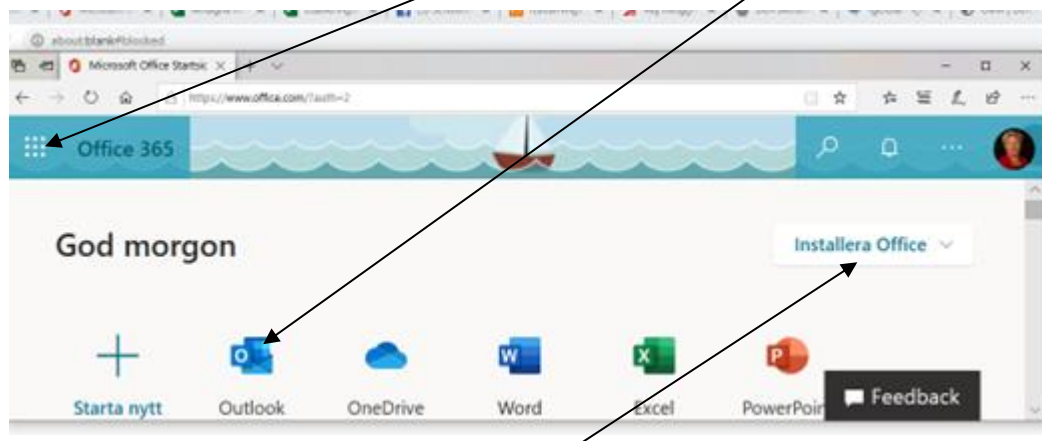 about:blank#blocked
Microsoft Office Startsic
https://www.office.com/?auth=2
Office 365
God morgon
Installera Office
Starta nytt
Outlook
OneDrive
Word
Excel
PowerPoin
Feedback